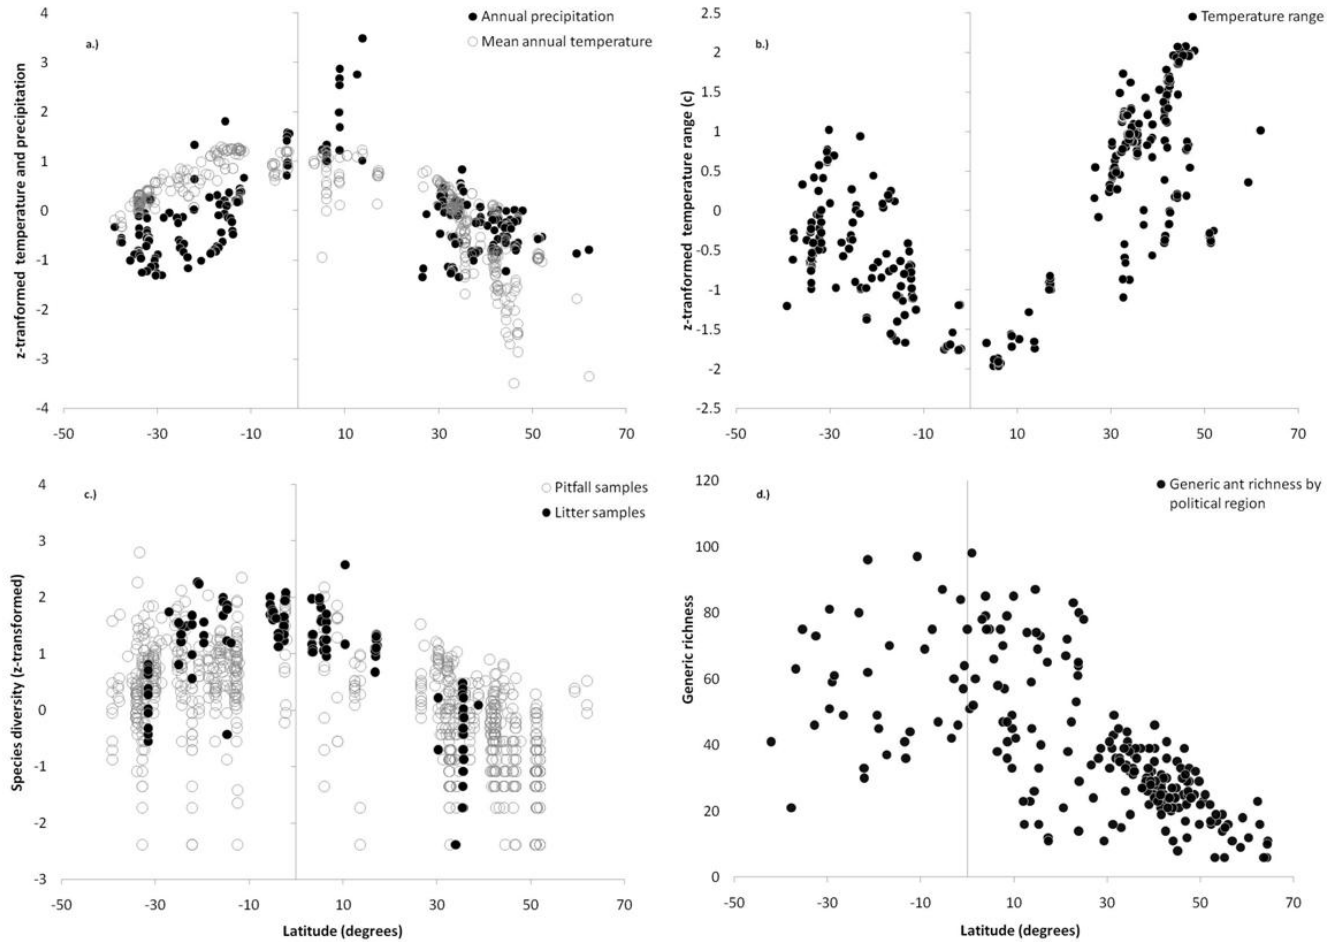 a.)
Annual precipitation
Mean annual temperature
z-tranformed temperature and precipitation
4
3
2
1
0
-1
-2
-3
-4
-50 -30 -10 10 30 50 70
b.)
Temperature range
z-tranformed temperature range (c)
2.5
2
1.5
1
0.5
0
-0.5
-1
-1.5
-2
-2.5
-50 -30 -10 10 30 50 70
c.)
Pitfall samples
Litter samples
Species diversity (z-transformed)
4
3
2
1
0
-1
-2
-3
-50 -30 -10 10 30 50 70
Latitude (degrees)
d.)
Generic ant richness by
political region
Generic richness
120
100
80
60
40
20
0
-50 -30 -10 10 30 50 70
Latitude (degrees)